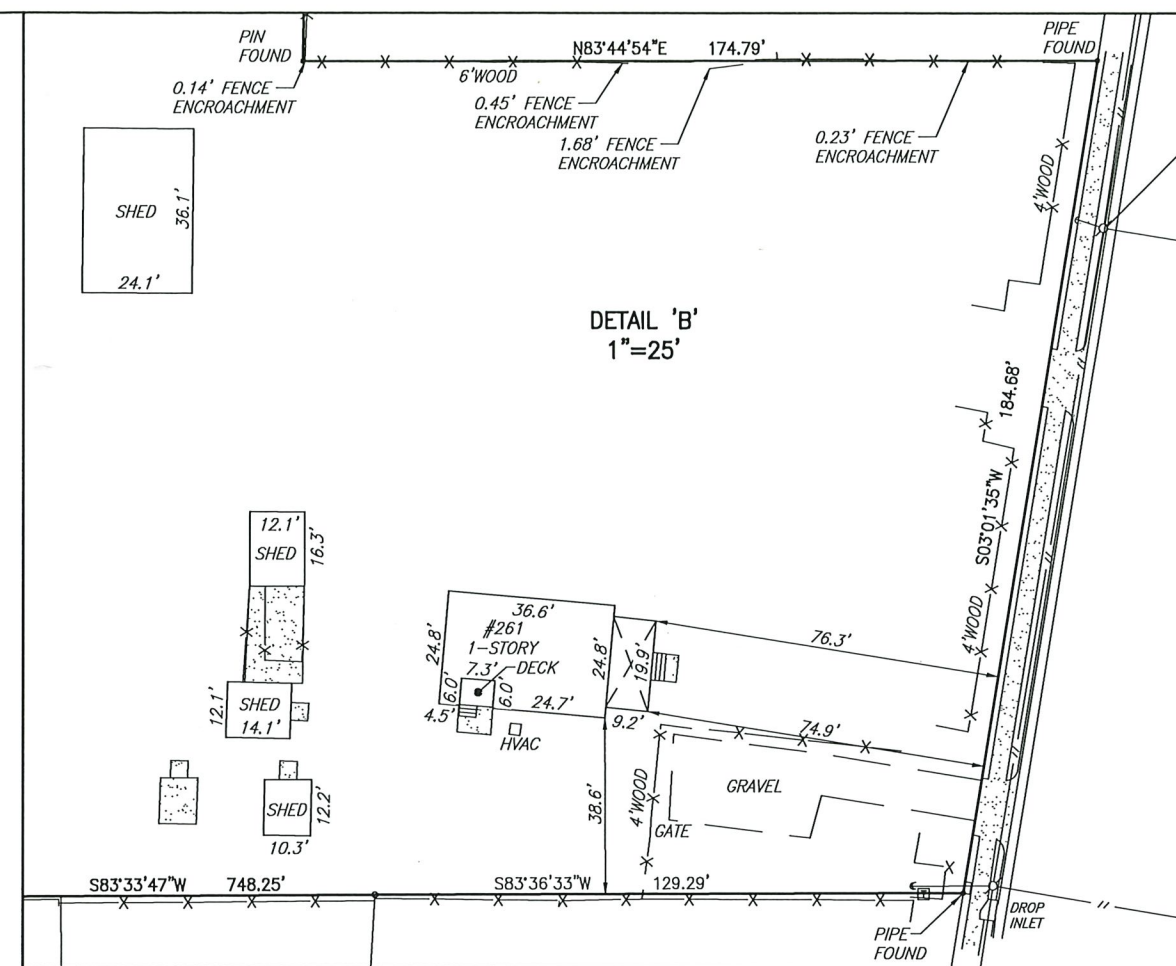 PIN
FOUND
N83°44'54"E 174.79'
PIPE
FOUND
6'WOOD
0.14' FENCE
ENCROACHMENT
0.45' FENCE
ENCROACHMENT
1.68' FENCE
ENCROACHMENT
0.23' FENCE
ENCROACHMENT
4'WOOD
SHED
36.1'
24.1'
DETAIL 'B'
1"=25'
184.68'
S03°01'35"W
4'WOOD
12.1'
SHED
16.3'
36.6'
#261
1-STORY
7.3'
DECK
24.8'
24.8'
19.9'
6.0'
6.0'
4.5'
24.7'
9.2'
HVAC
76.3'
74.9'
12.1'
SHED
14.1'
SHED
12.2'
10.3'
38.6'
4'WOOD
GATE
GRAVEL
S83°33'47"W 748.25'
S83°36'33"W 129.29'
T
DROP
INLET
PIPE
FOUND